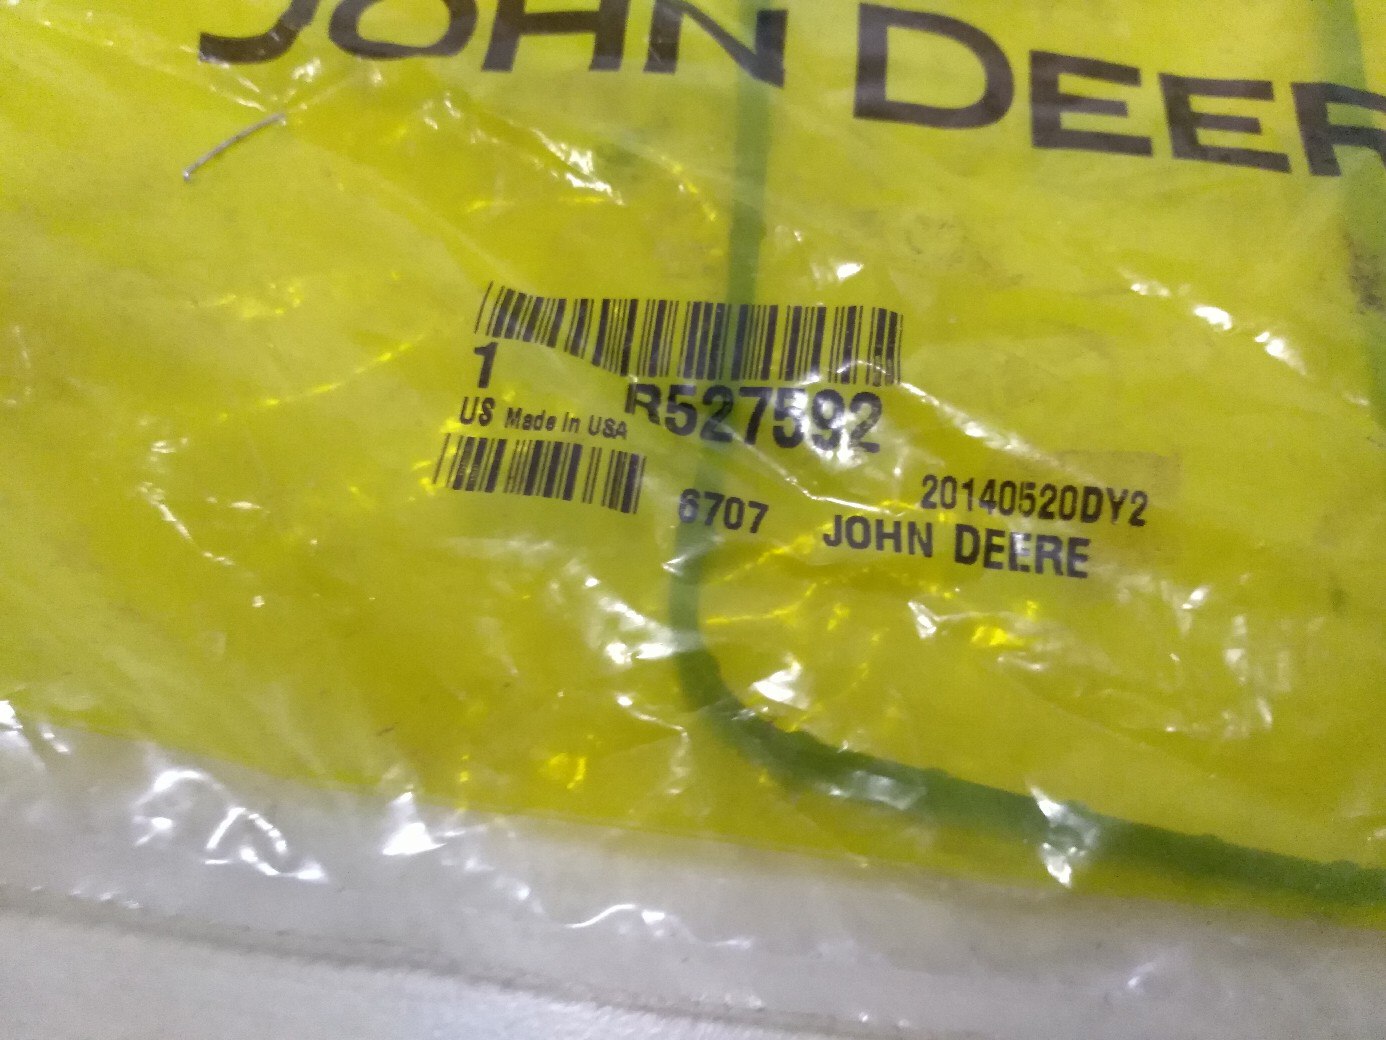 JOHN DEER
1
R527592
US Made In USA
20140520DY2
6707 JOHN DEERE